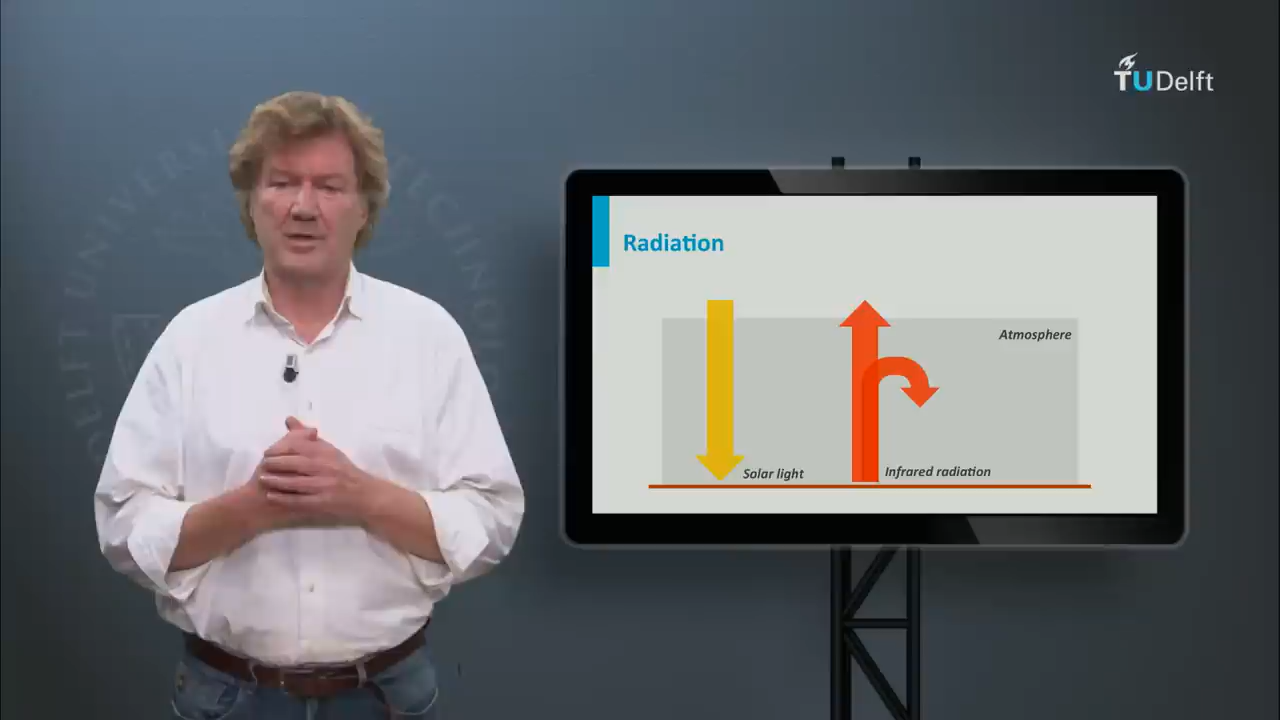 TUDelft
Radiation
Atmosphere
Solar light
Infrared radiation